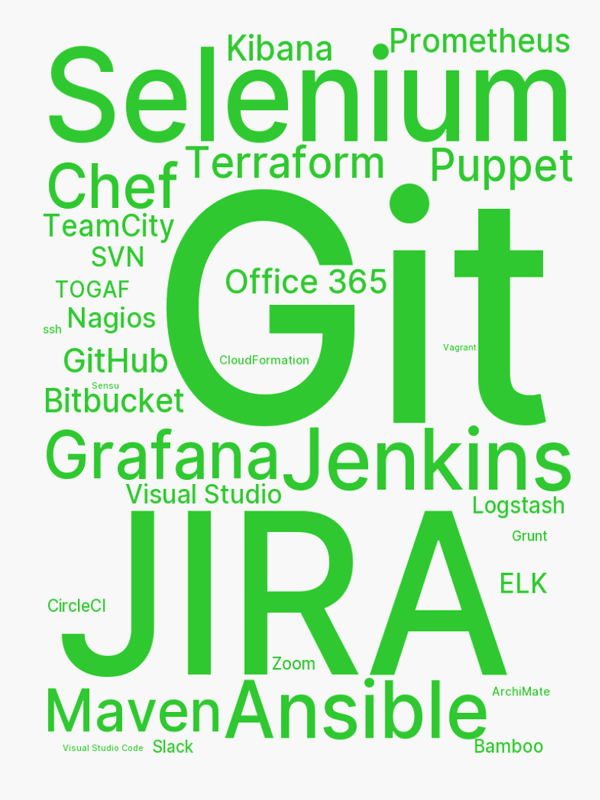 Kibana
Prometheus
Selenium
Terraform
Puppet
Chef
TeamCity
SVN
Git
Office 365
TOGAF
Nagios
ssh
GitHub
CloudFormation
Vagrant
Sensu
Bitbucket
Grafana
Jenkins
Visual Studio
Logstash
Grunt
JIRA
ELK
CircleCI
Zoom
ArchiMate
Maven
Ansible
Visual Studio Code
Slack
Bamboo